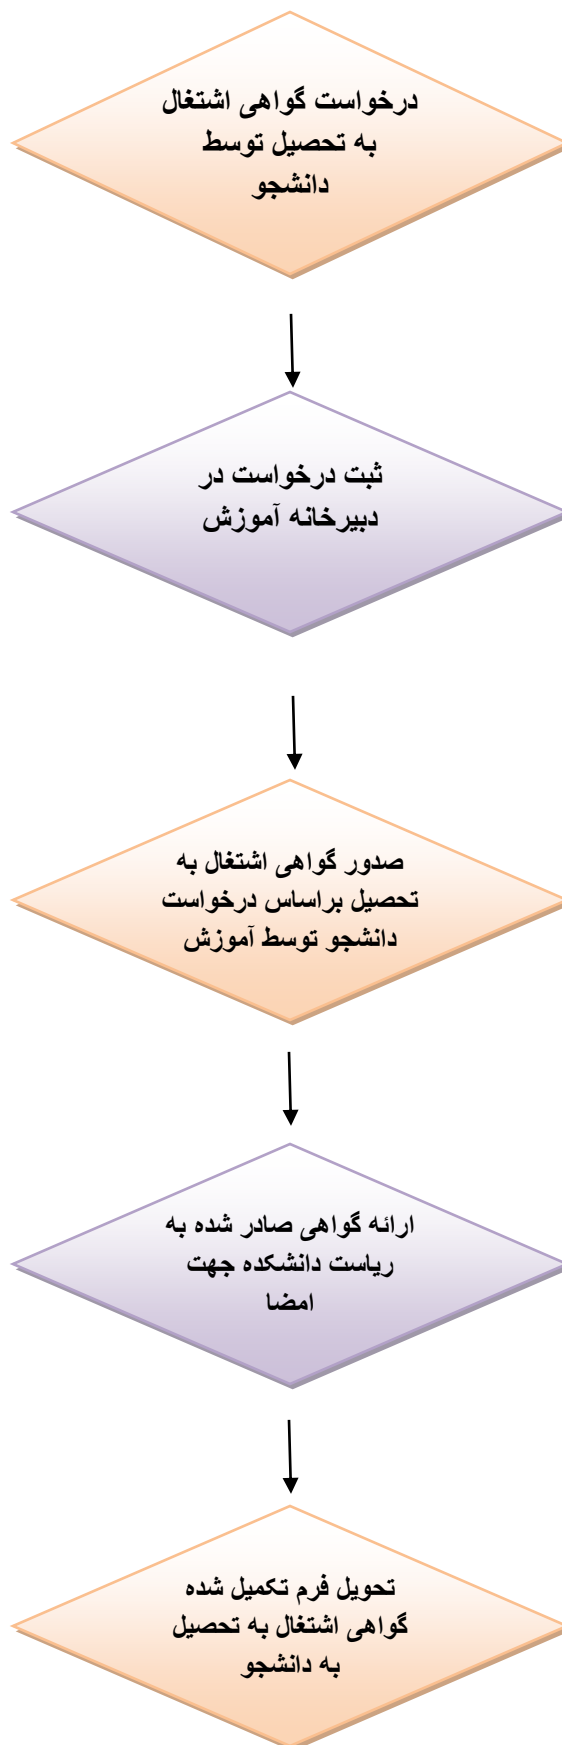 درخواست گواهی اشتغال
به تحصیل توسط
دانشجو
ثبت درخواست در
دبیرخانه آموزش
صدور گواهی اشتغال به
تحصیل براساس درخواست
دانشجو توسط آموزش
ارائه گواهی صادر شده به
ریاست دانشکده جهت
امضا
تحویل فرم تکمیل شده
گواهی اشتغال به تحصیل
به دانشجو